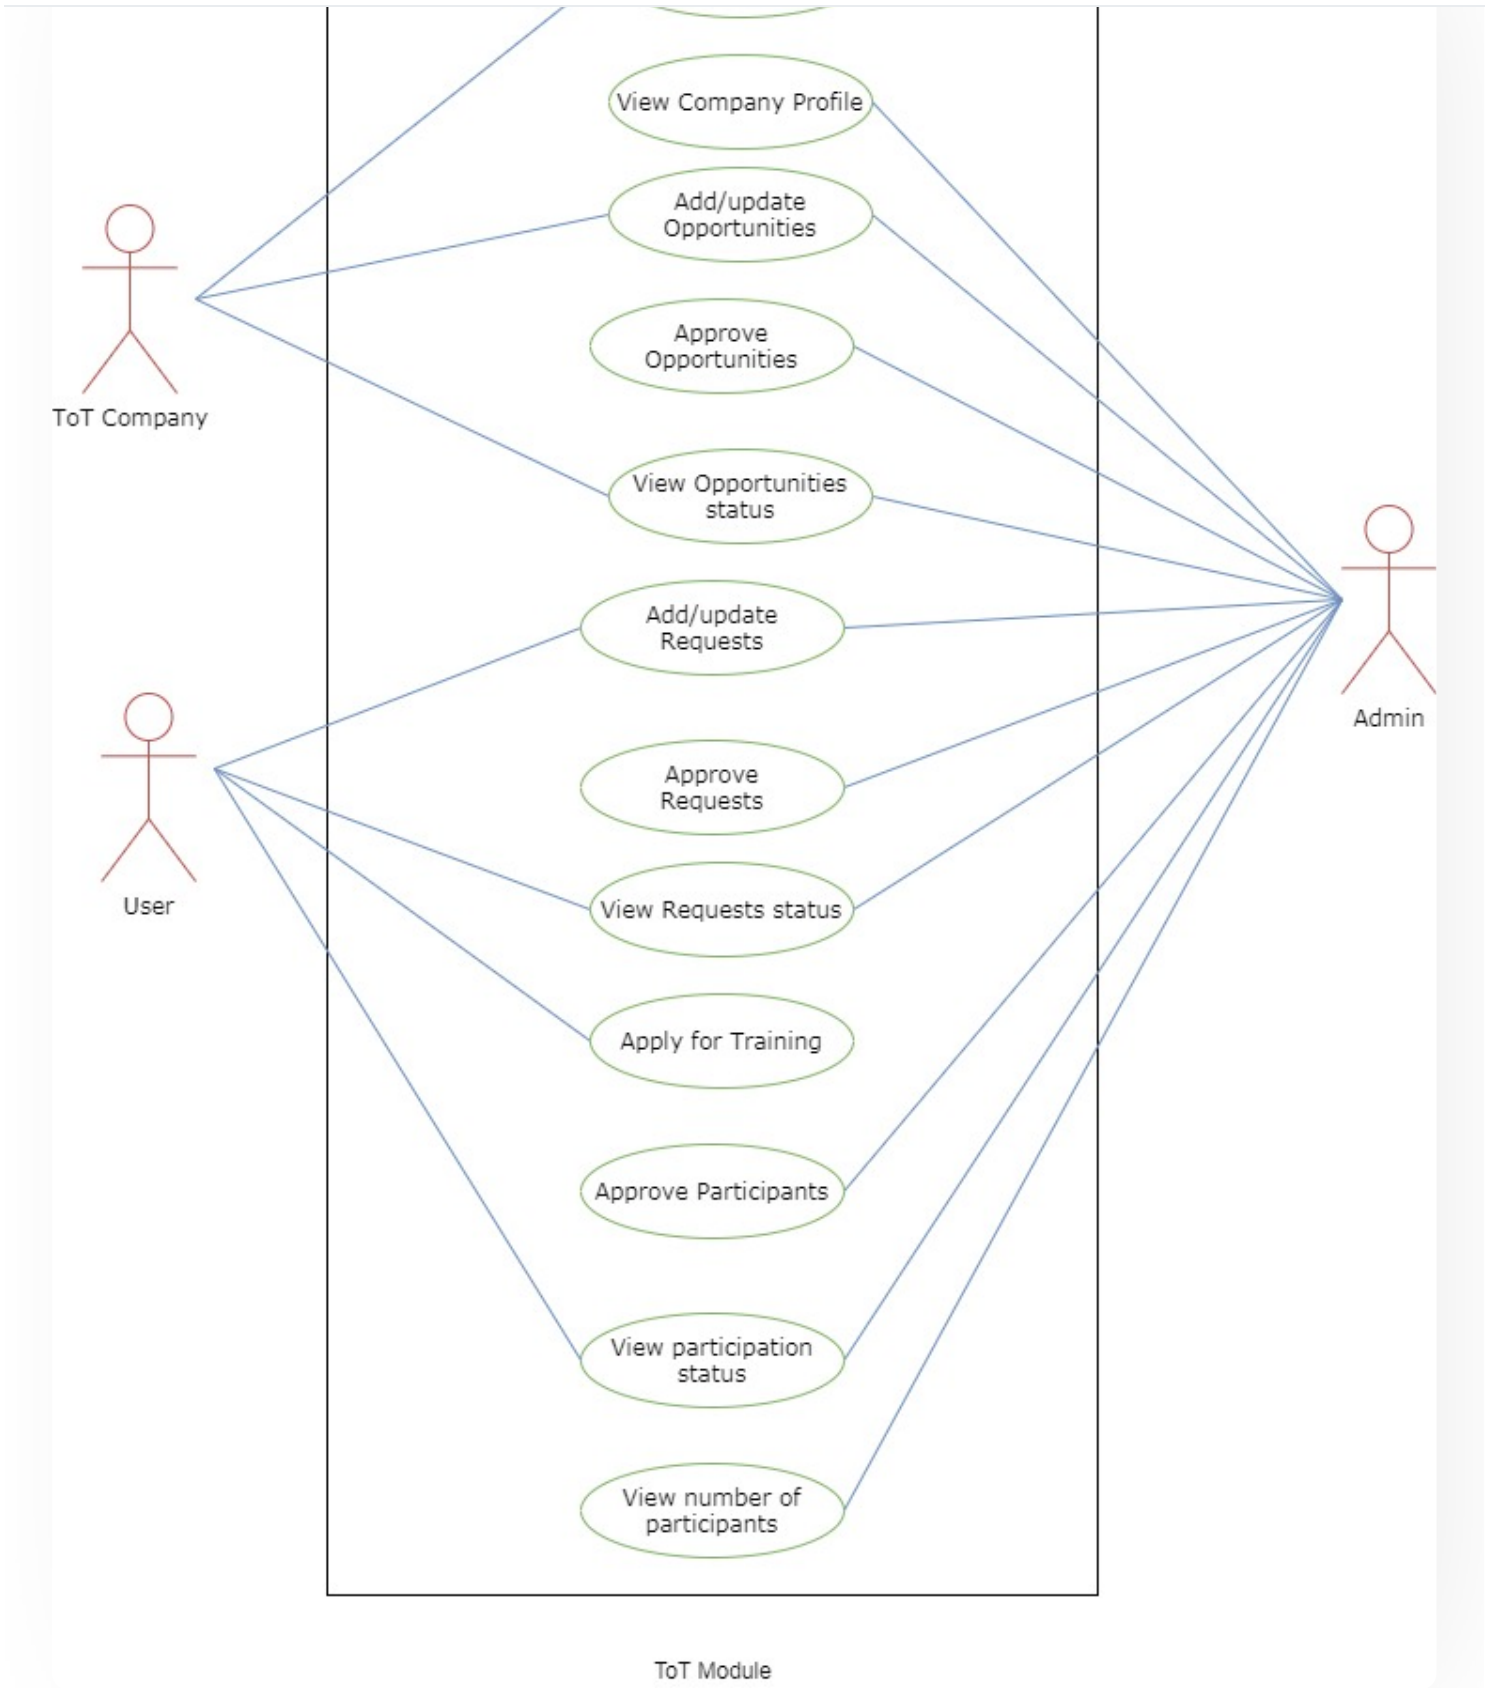 View Company Profile
Add/update
Opportunities
Approve
Opportunities
ToT Company
View Opportunities
status
Add/update
Requests
Admin
Approve
Requests
User
View Requests status
Apply for Training
Approve Participants
View participation
status
View number of
participants
ToT Module